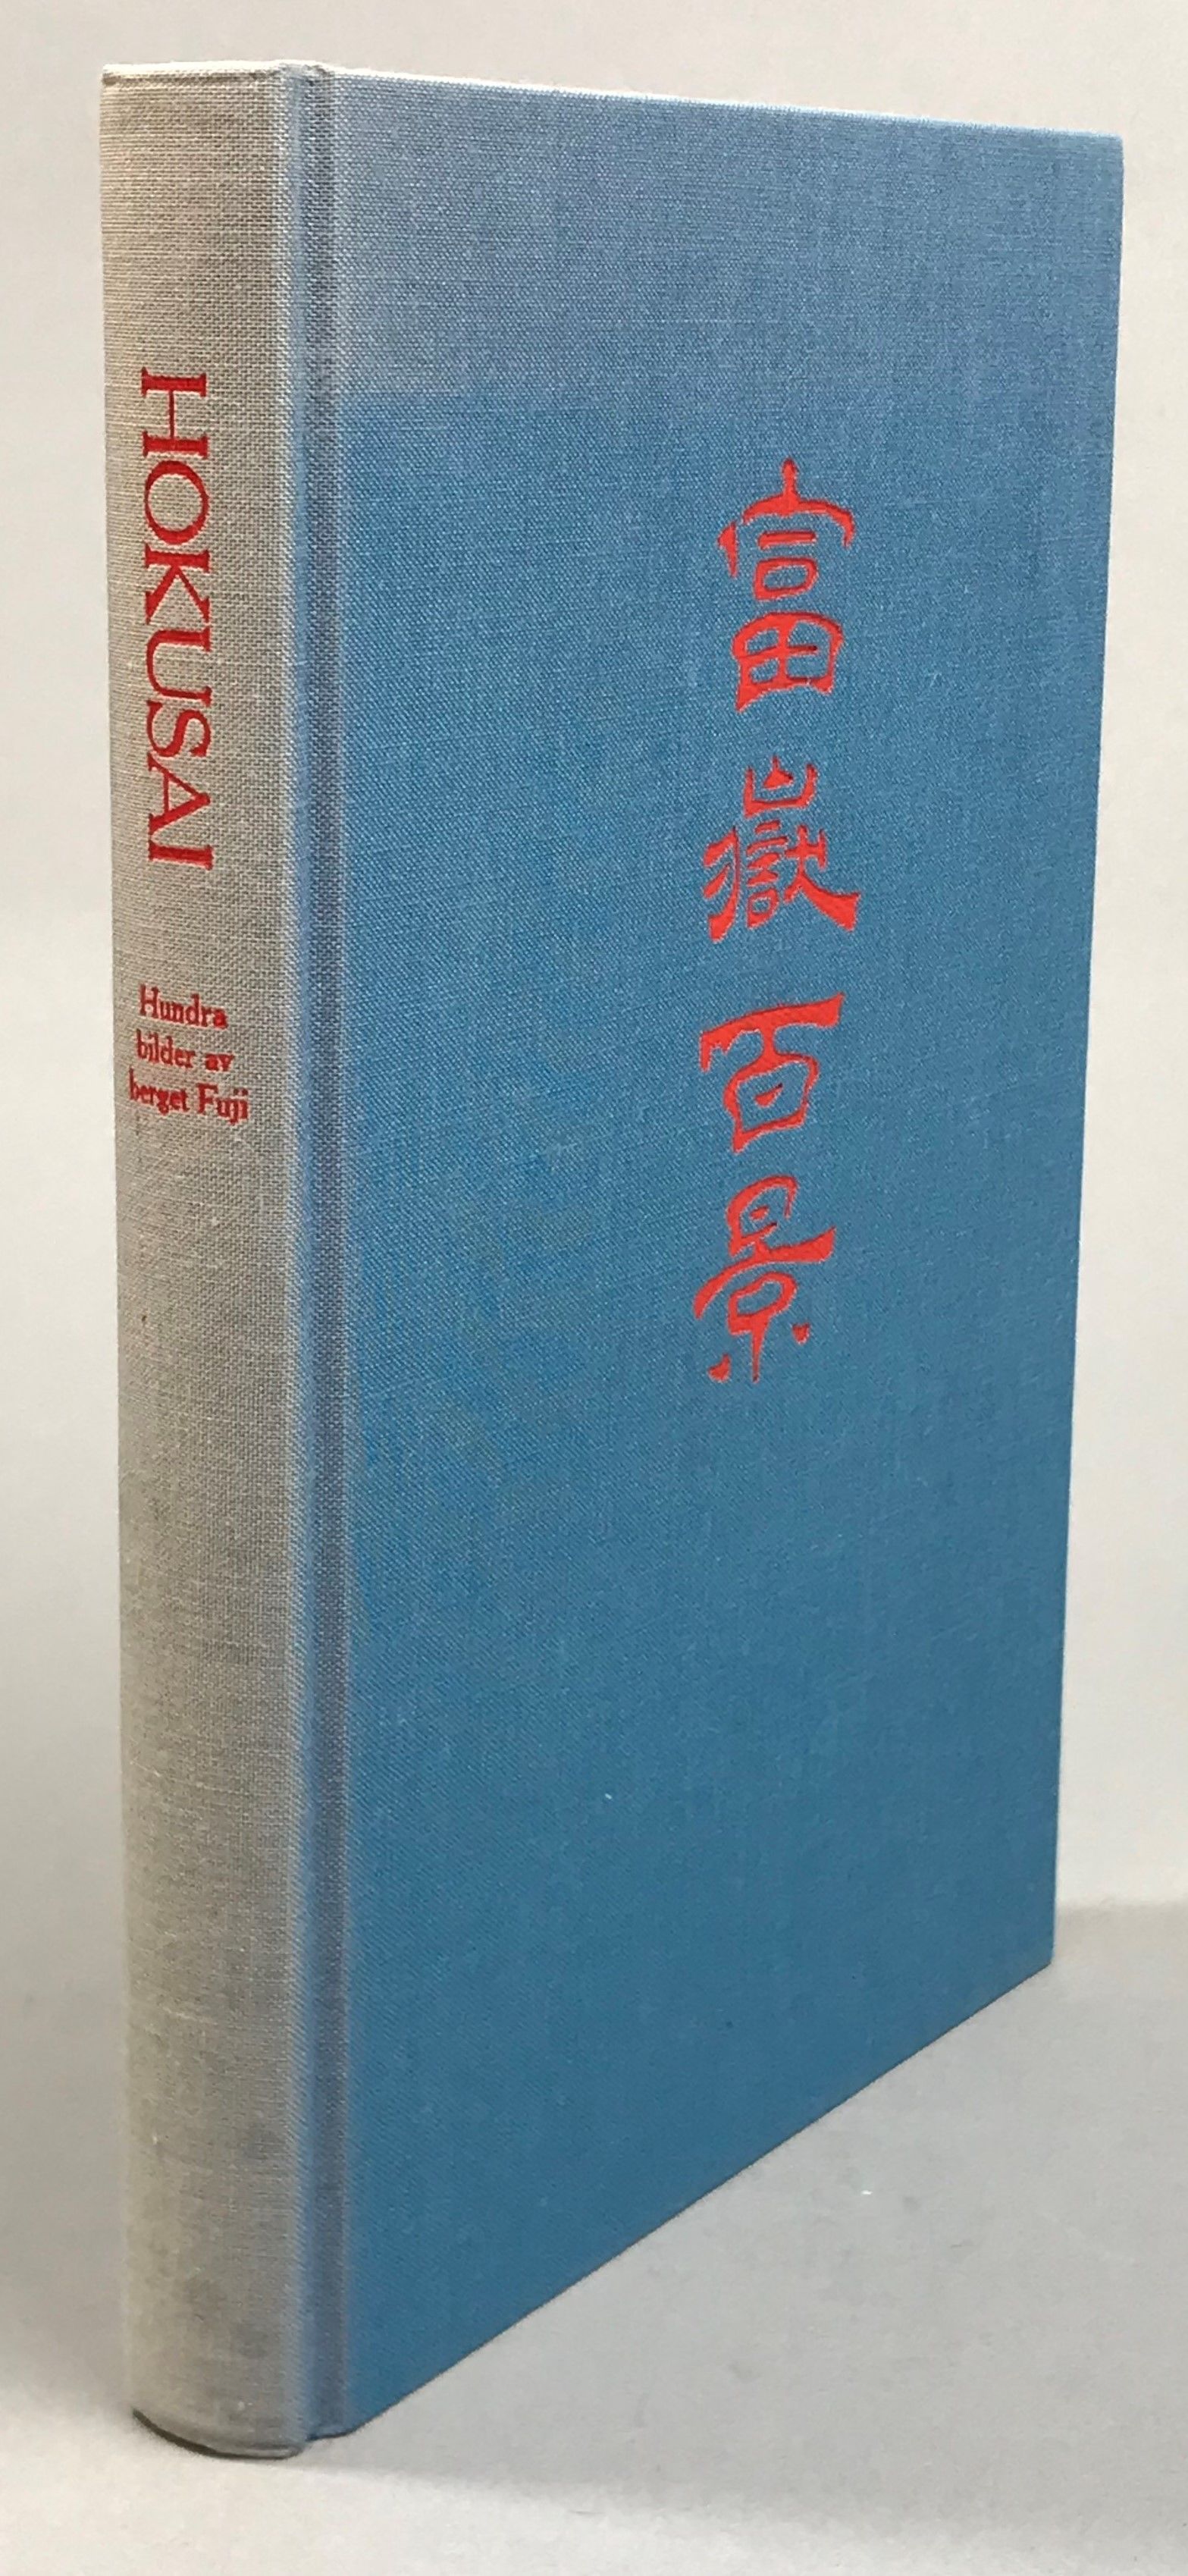 HOKUSAI
Hundra
bilder av
berget Fuji
富嶽百景